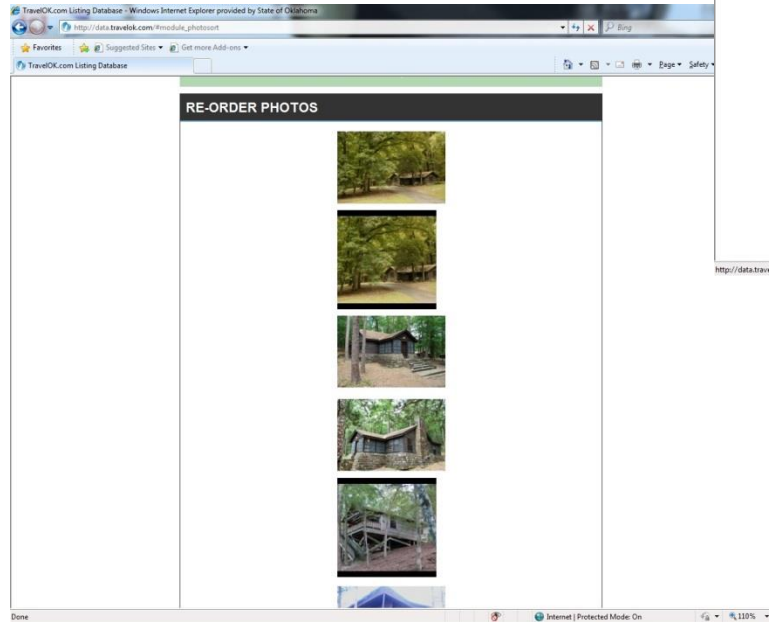 TravelOK.com Listing Database - Windows Internet Explorer provided by State of Oklahoma
http://data.travelok.com/#module_photosort
Bing
Favorites Suggested Sites Get more Add-ons
TravelOK.com Listing Database
Page Safety
RE-ORDER PHOTOS
http://data.trave
Done
Internet | Protected Mode: On
110%